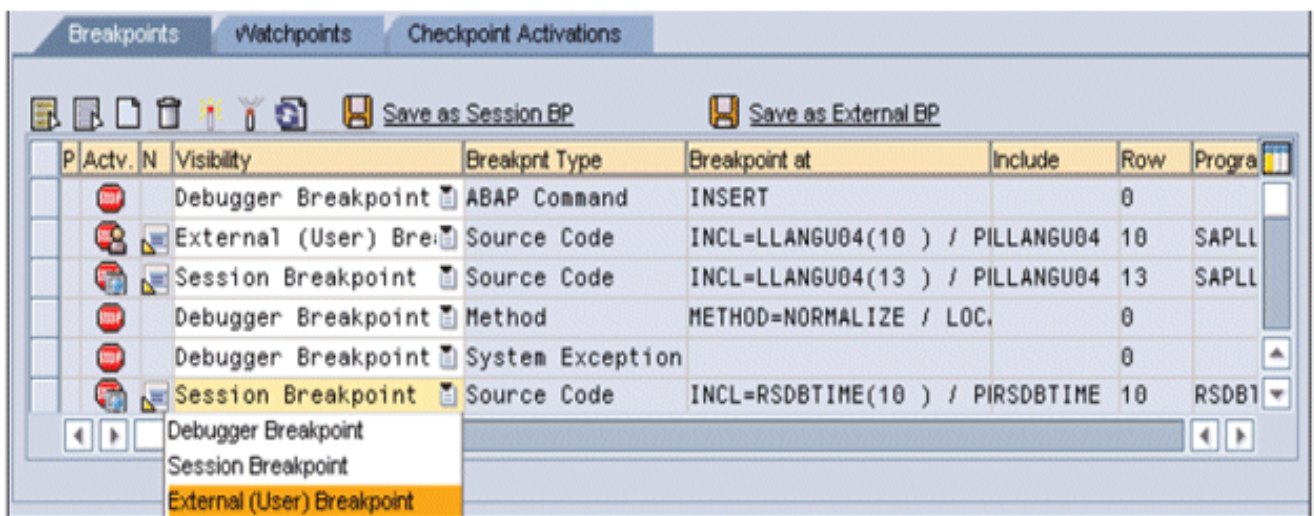 Breakpoints Watchpoints Checkpoint Activations
Save as Session BP Save as External BP
P Actv. N Visibility Breakpnt Type Breakpoint at Include Row Progra
STOP Debugger Breakpoint ABAP Command INSERT 0
External (User) Bre Source Code INCL=LLANGU04(10 ) / P LLANGU04 10 SAPLL
Session Breakpoint Source Code INCL=LLANGU04(13 ) / P LLANGU04 13 SAPLL
STOP Debugger Breakpoint Method METHOD=NORMALIZE / LOC 0
STOP Debugger Breakpoint System Exception 0
Session Breakpoint Source Code INCL=RSDBTIME(10 ) / P RSDBTIME 10 RSDBT
Debugger Breakpoint
Session Breakpoint
External (User) Breakpoint